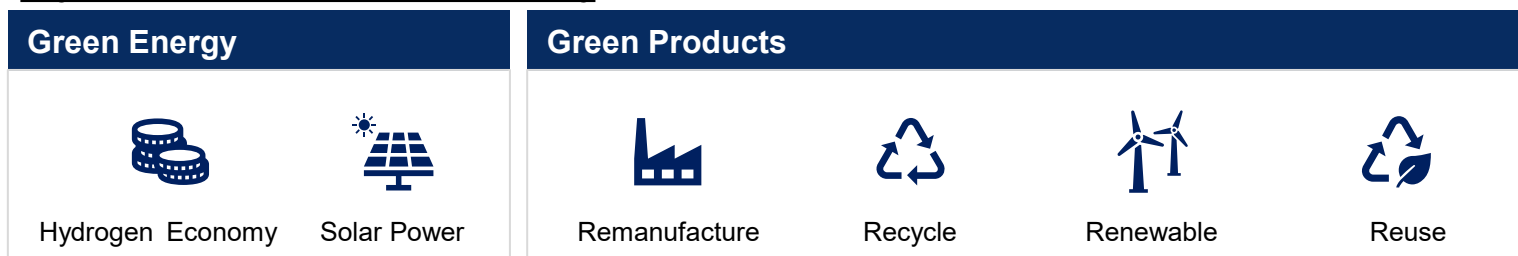 Green Energy
Green Products
Hydrogen Economy
Solar Power
Remanufacture
Recycle
Renewable
Reuse